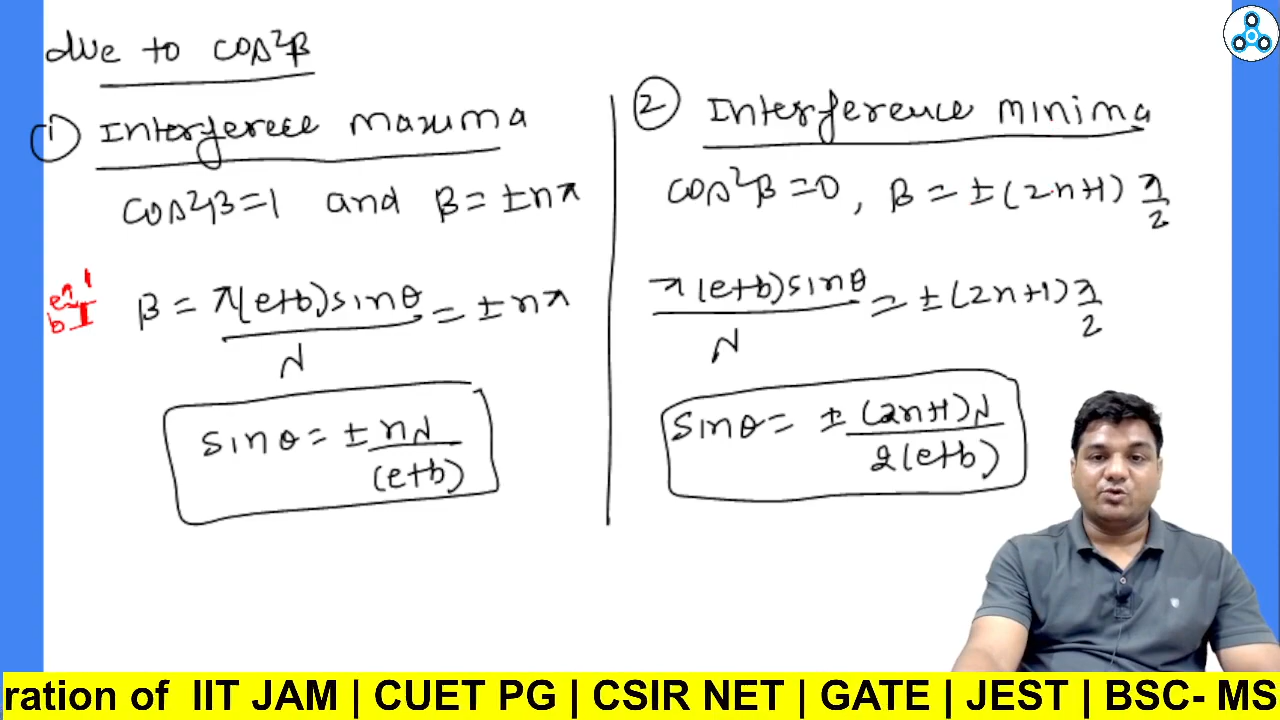 due to cos²β
① Interferece maxima
cos²β=1 and β=±nπ
e
b
β = π(e+b)sinθ/λ = ±nπ
sinθ = ± nλ/(e+b)
② Interference minima
cos²β=0, β=±(2n+1)π/2
π(e+b)sinθ/λ = ±(2n+1)π/2
sinθ= ± (2n+1)λ/2(e+b)
ration of IIT JAM | CUET PG | CSIR NET | GATE | JEST | BSC- MS